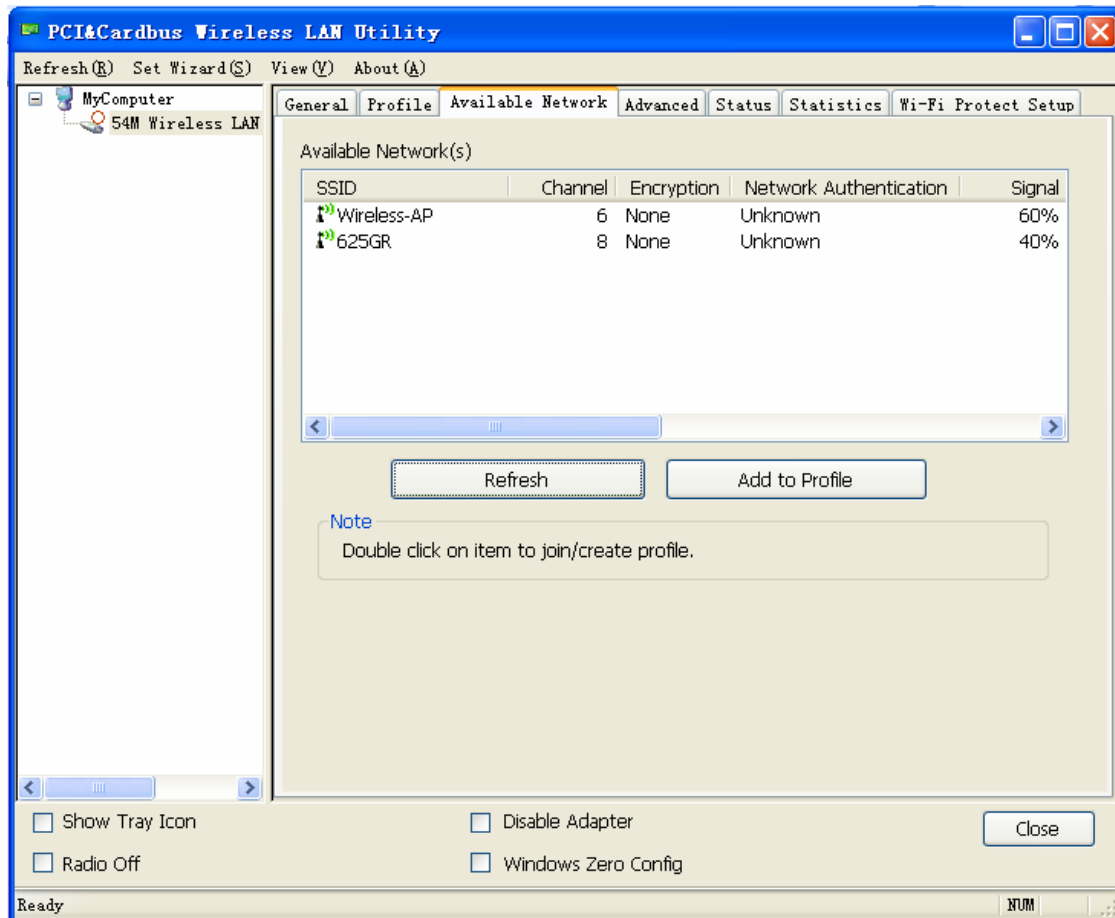 PCI&Cardbus Wireless LAN Utility
Refresh(R) Set Wizard(S) View(V) About(A)
MyComputer
54M Wireless LAN
General Profile Available Network Advanced Status Statistics Wi-Fi Protect Setup
Available Network(s)
SSID Channel Encryption Network Authentication Signal
Wireless-AP 6 None Unknown 60%
625GR 8 None Unknown 40%
Refresh Add to Profile
Note
Double click on item to join/create profile.
Show Tray Icon Disable Adapter Close
Radio Off Windows Zero Config
Ready NUM